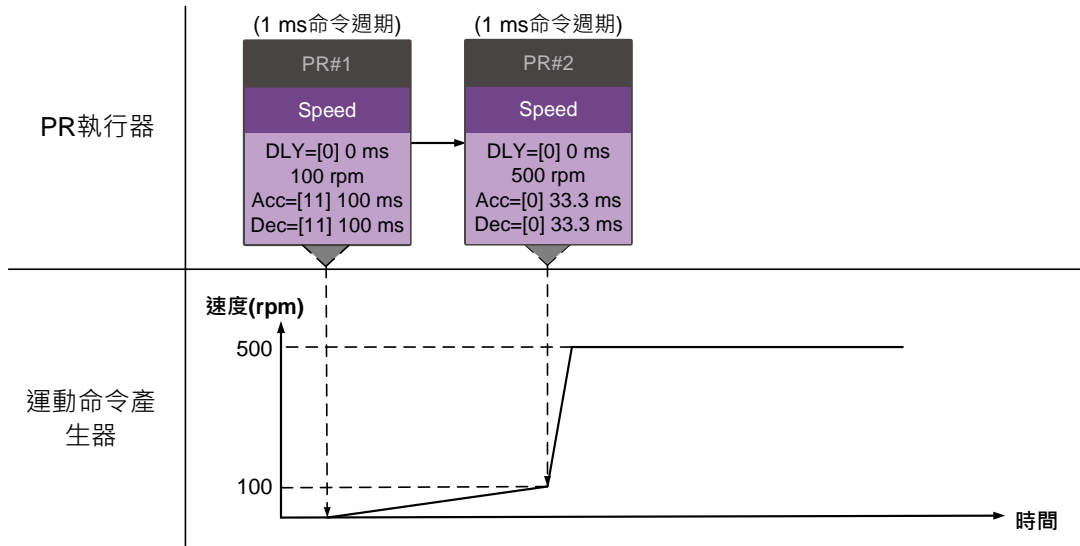 (1 ms命令週期)
(1 ms命令週期)
PR執行器
PR#1
Speed
DLY=[0] 0 ms
100 rpm
Acc=[11] 100 ms
Dec=[11] 100 ms
PR#2
Speed
DLY=[0] 0 ms
500 rpm
Acc=[0] 33.3 ms
Dec=[0] 33.3 ms
運動命令產
生器
速度(rpm)
500
100
時間